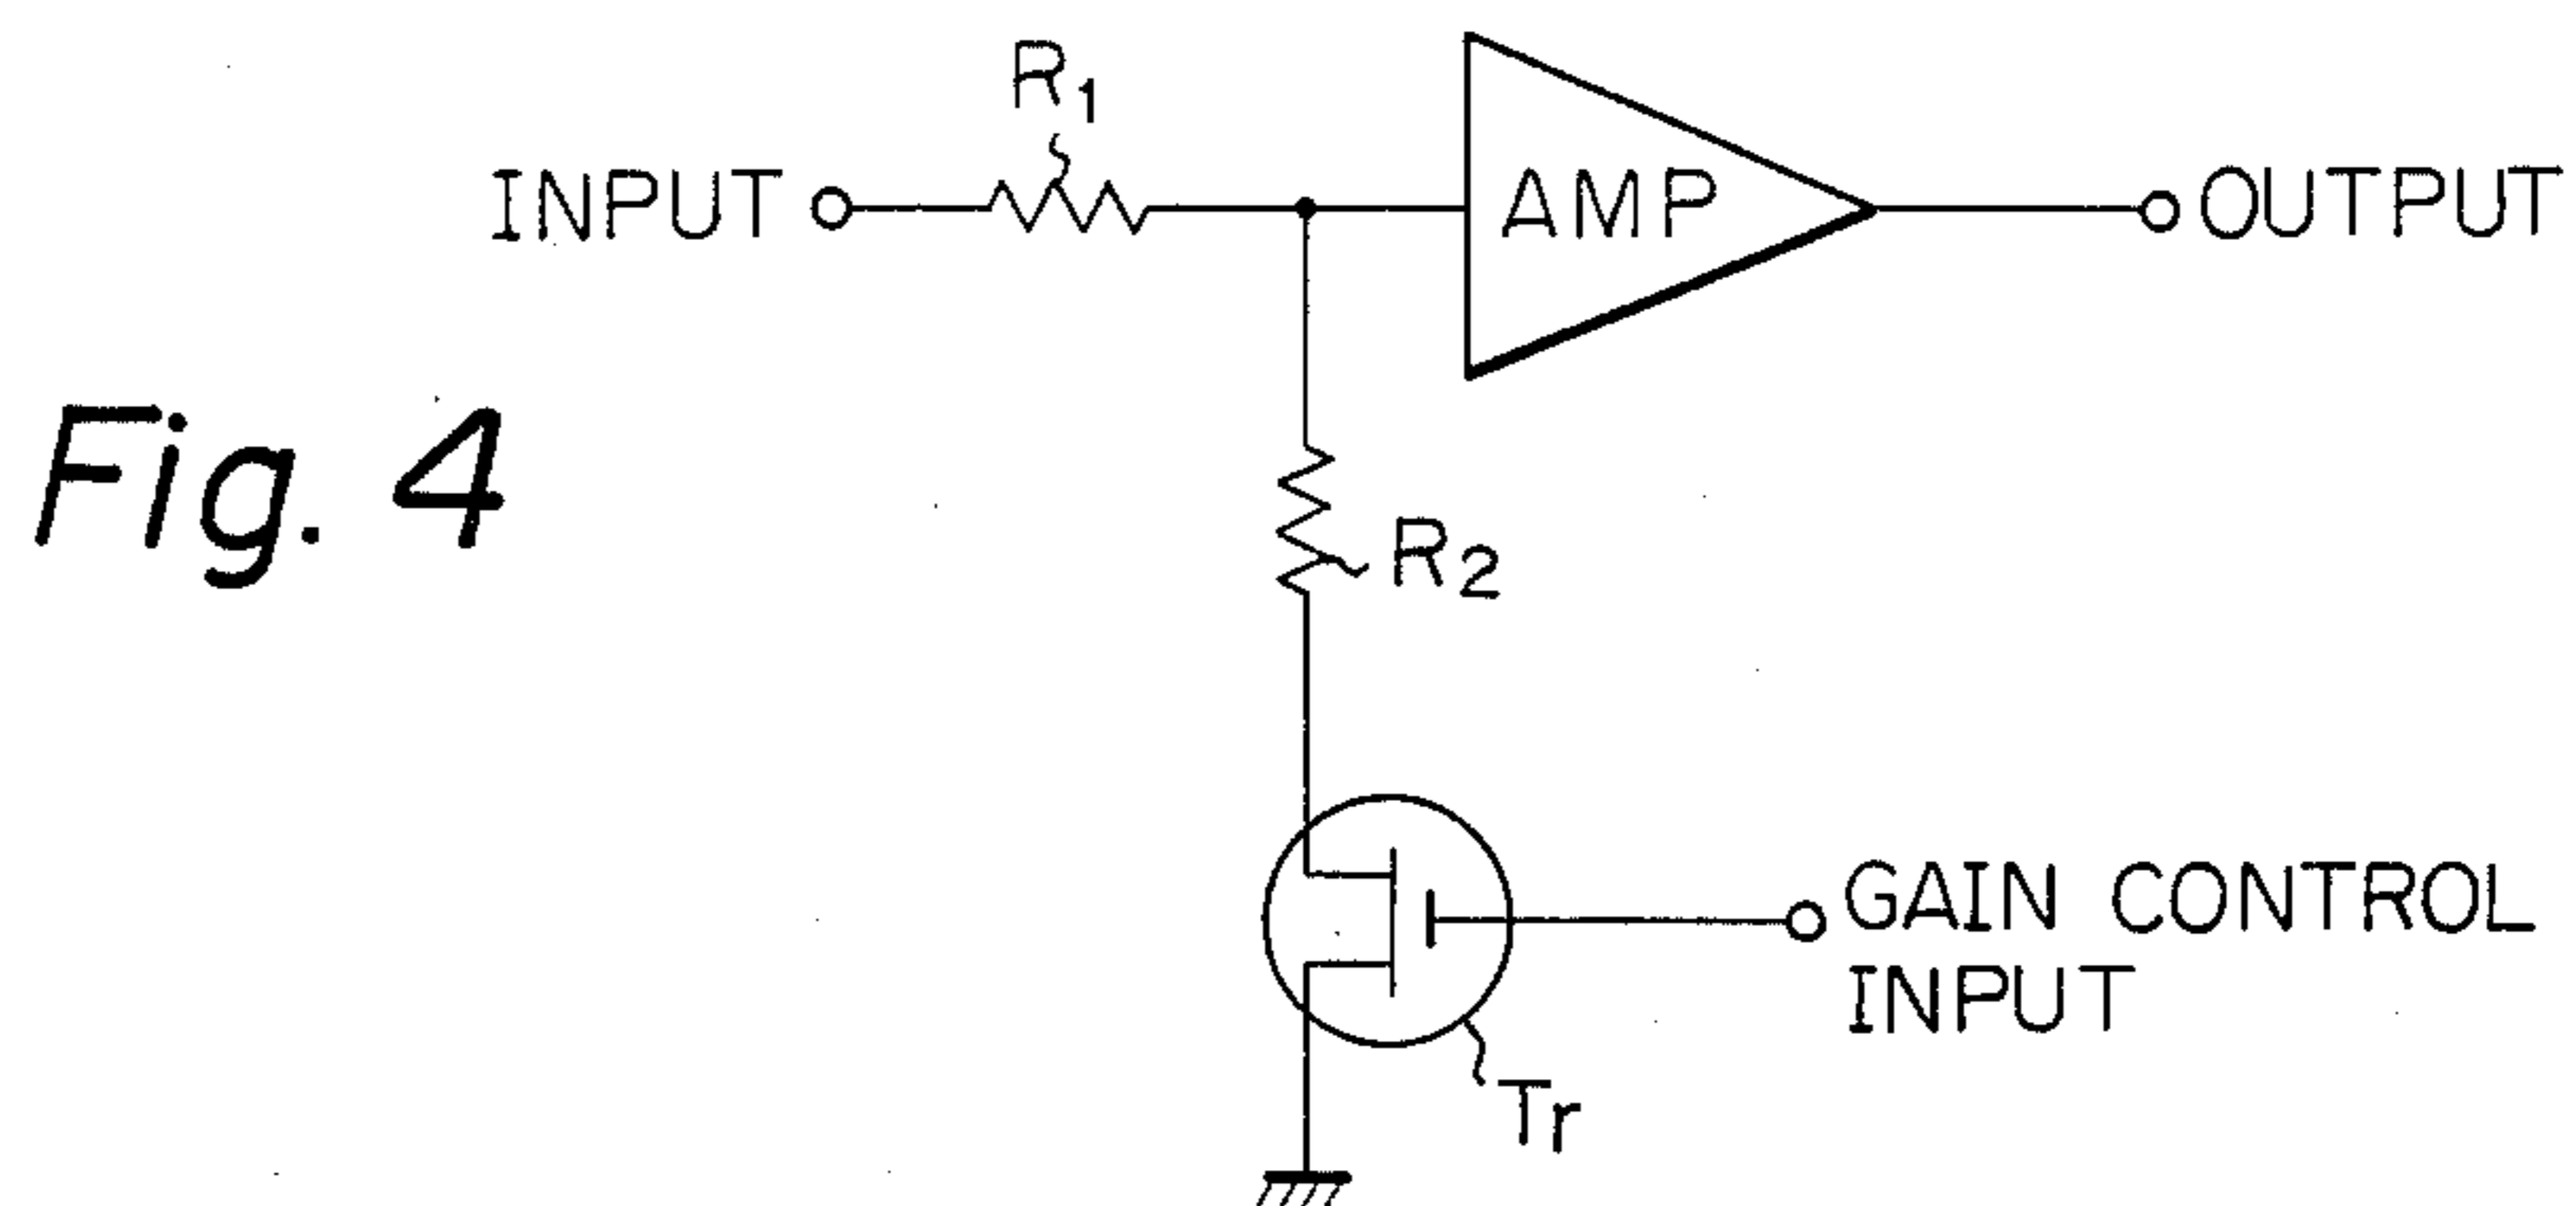 R1
INPUT
AMP
OUTPUT
Fig. 4
R2
GAIN CONTROL
INPUT
Tr